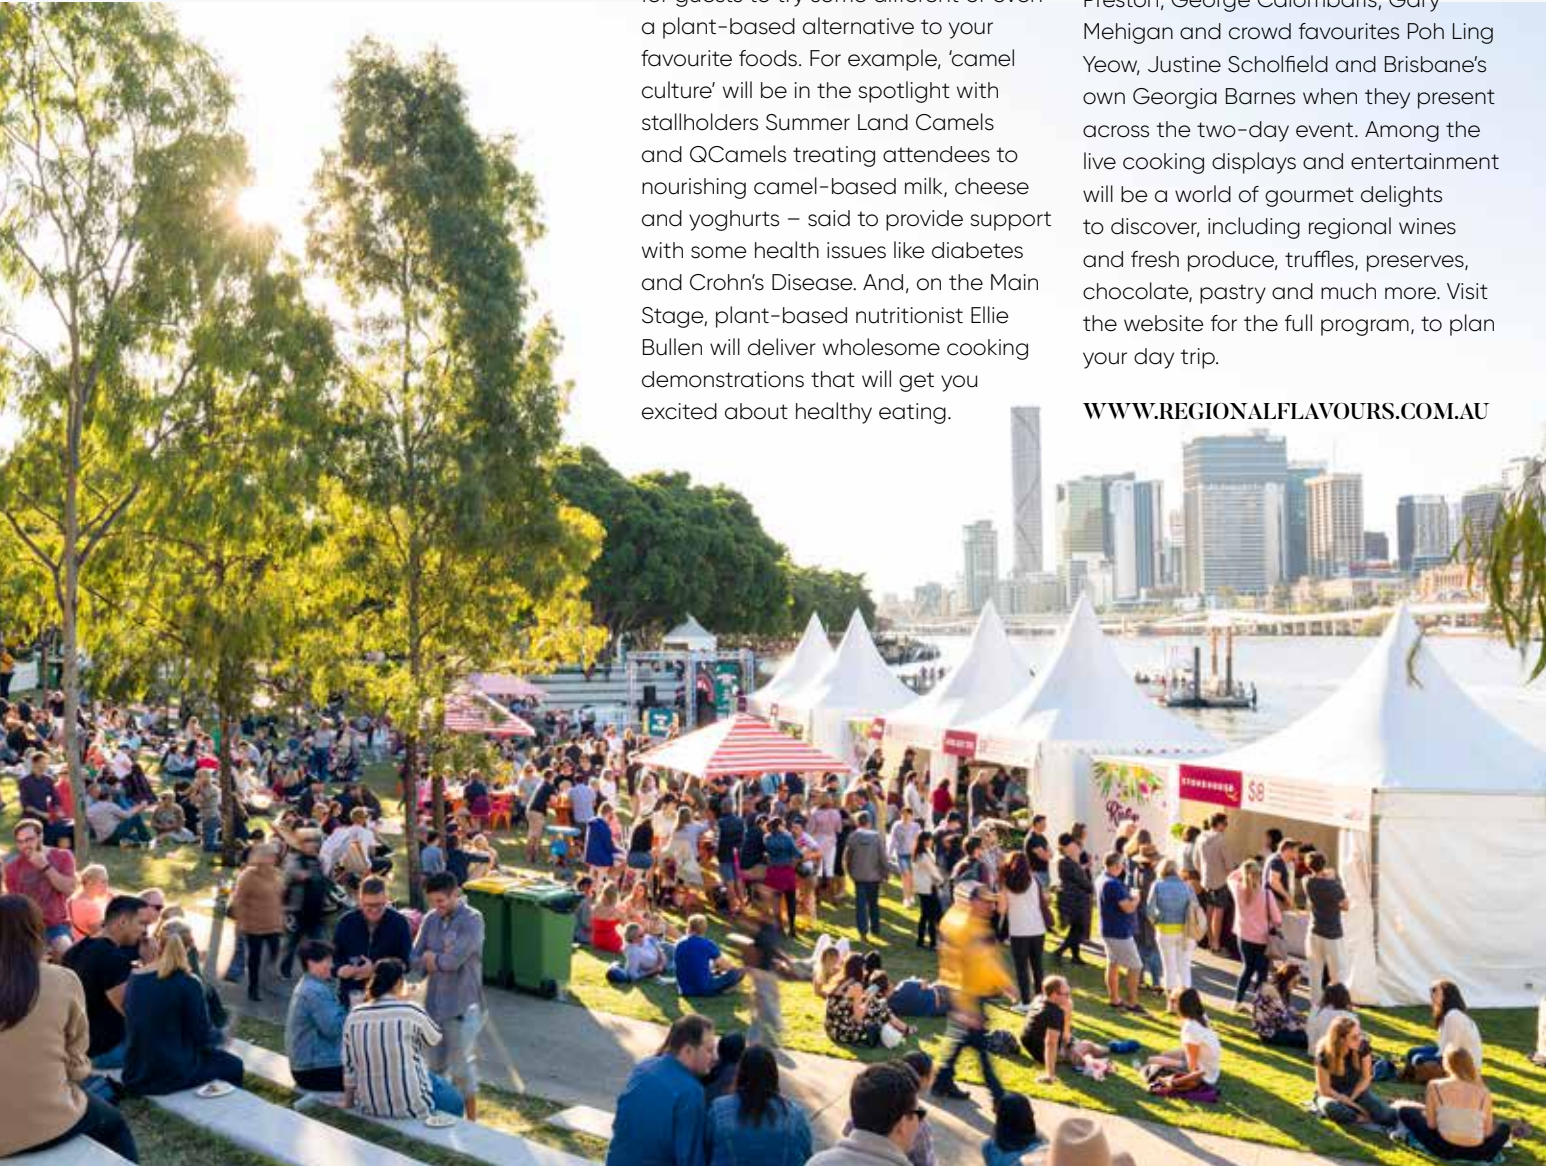 a plant-based alternative to your
favourite foods. For example, ‘camel
culture’ will be in the spotlight with
stallholders Summer Land Camels
and QCamels treating attendees to
nourishing camel-based milk, cheese
and yoghurts – said to provide support
with some health issues like diabetes
and Crohn’s Disease. And, on the Main
Stage, plant-based nutritionist Ellie
Bullen will deliver wholesome cooking
demonstrations that will get you
excited about healthy eating.
Preston, George Calombaris, Gary
Mehigan and crowd favourites Poh Ling
Yeow, Justine Scholfield and Brisbane’s
own Georgia Barnes when they present
across the two-day event. Among the
live cooking displays and entertainment
will be a world of gourmet delights
to discover, including regional wines
and fresh produce, truffles, preserves,
chocolate, pastry and much more. Visit
the website for the full program, to plan
your day trip.
WWW.REGIONALFLAVOURS.COM.AU
STOKEHOUSE
$8